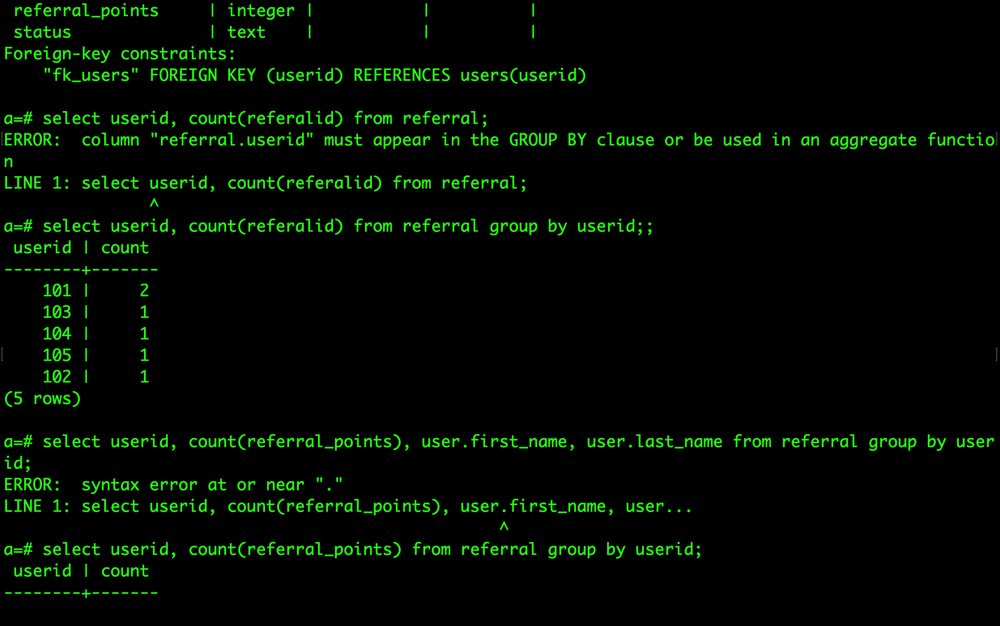 referral_points     | integer |           |          |
 status              | text    |           |          |
Foreign-key constraints:
    "fk_users" FOREIGN KEY (userid) REFERENCES users(userid)

a=# select userid, count(referalid) from referral;
ERROR:  column "referral.userid" must appear in the GROUP BY clause or be used in an aggregate functio
n
LINE 1: select userid, count(referalid) from referral;
               ^
a=# select userid, count(referalid) from referral group by userid;;
 userid | count
--------+-------
    101 |     2
    103 |     1
    104 |     1
    105 |     1
    102 |     1
(5 rows)

a=# select userid, count(referral_points), user.first_name, user.last_name from referral group by user
id;
ERROR:  syntax error at or near "."
LINE 1: select userid, count(referral_points), user.first_name, user...
                                                   ^
a=# select userid, count(referral_points) from referral group by userid;
 userid | count
--------+-------